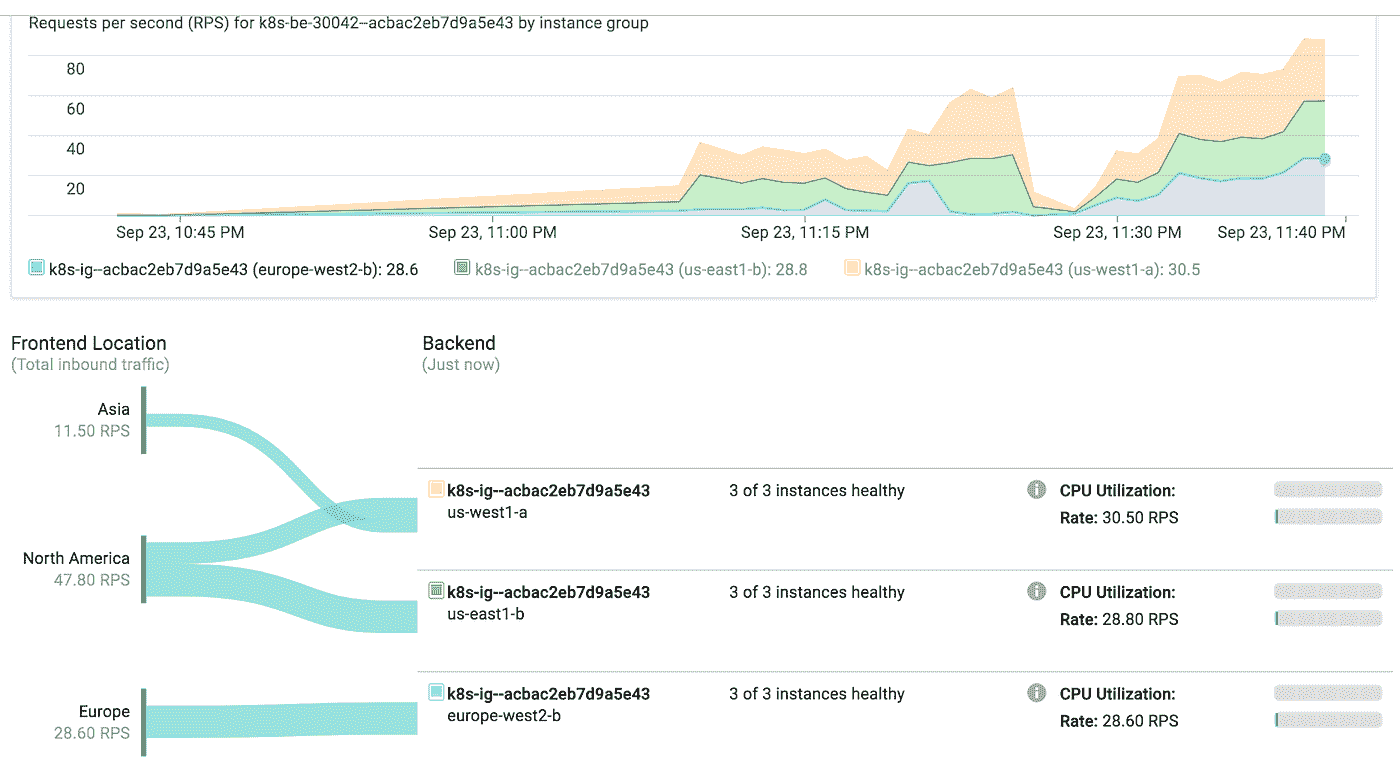 Requests per second (RPS) for k8s-be-30042--acbac2eb7d9a5e43 by instance group
80
60
40
20
Sep 23, 10:45 PM Sep 23, 11:00 PM Sep 23, 11:15 PM Sep 23, 11:30 PM Sep 23, 11:40 PM
k8s-ig--acbac2eb7d9a5e43 (europe-west2-b): 28.6 k8s-ig--acbac2eb7d9a5e43 (us-east1-b): 28.8 k8s-ig--acbac2eb7d9a5e43 (us-west1-a): 30.5
Frontend Location Backend
(Total inbound traffic) (Just now)
Asia
11.50 RPS
k8s-ig--acbac2eb7d9a5e43 3 of 3 instances healthy CPU Utilization:
us-west1-a Rate: 30.50 RPS
North America
47.80 RPS
k8s-ig--acbac2eb7d9a5e43 3 of 3 instances healthy CPU Utilization:
us-east1-b Rate: 28.80 RPS
k8s-ig--acbac2eb7d9a5e43 3 of 3 instances healthy CPU Utilization:
europe-west2-b Rate: 28.60 RPS
Europe
28.60 RPS